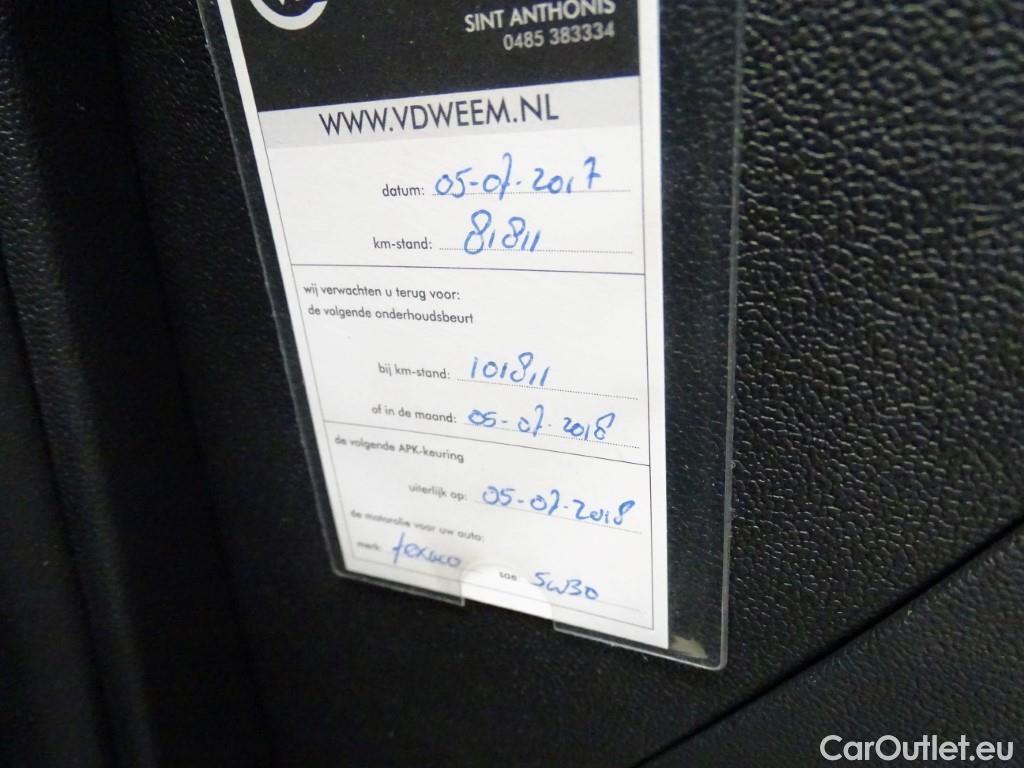 SINT ANTHONIS
0485 383334
WWW.VDWEEM.NL
datum: 05-07-2017
km-stand: 81811
wij verwachten u terug voor:
de volgende onderhoudsbeurt
bij km-stand: 101811
of in de maand: 05-07-2018
de volgende APK-keuring
uiterlijk op: 05-07-2018
de motorolie voor uw auto:
merk: texaco sae: 5W30
CarOutlet.eu